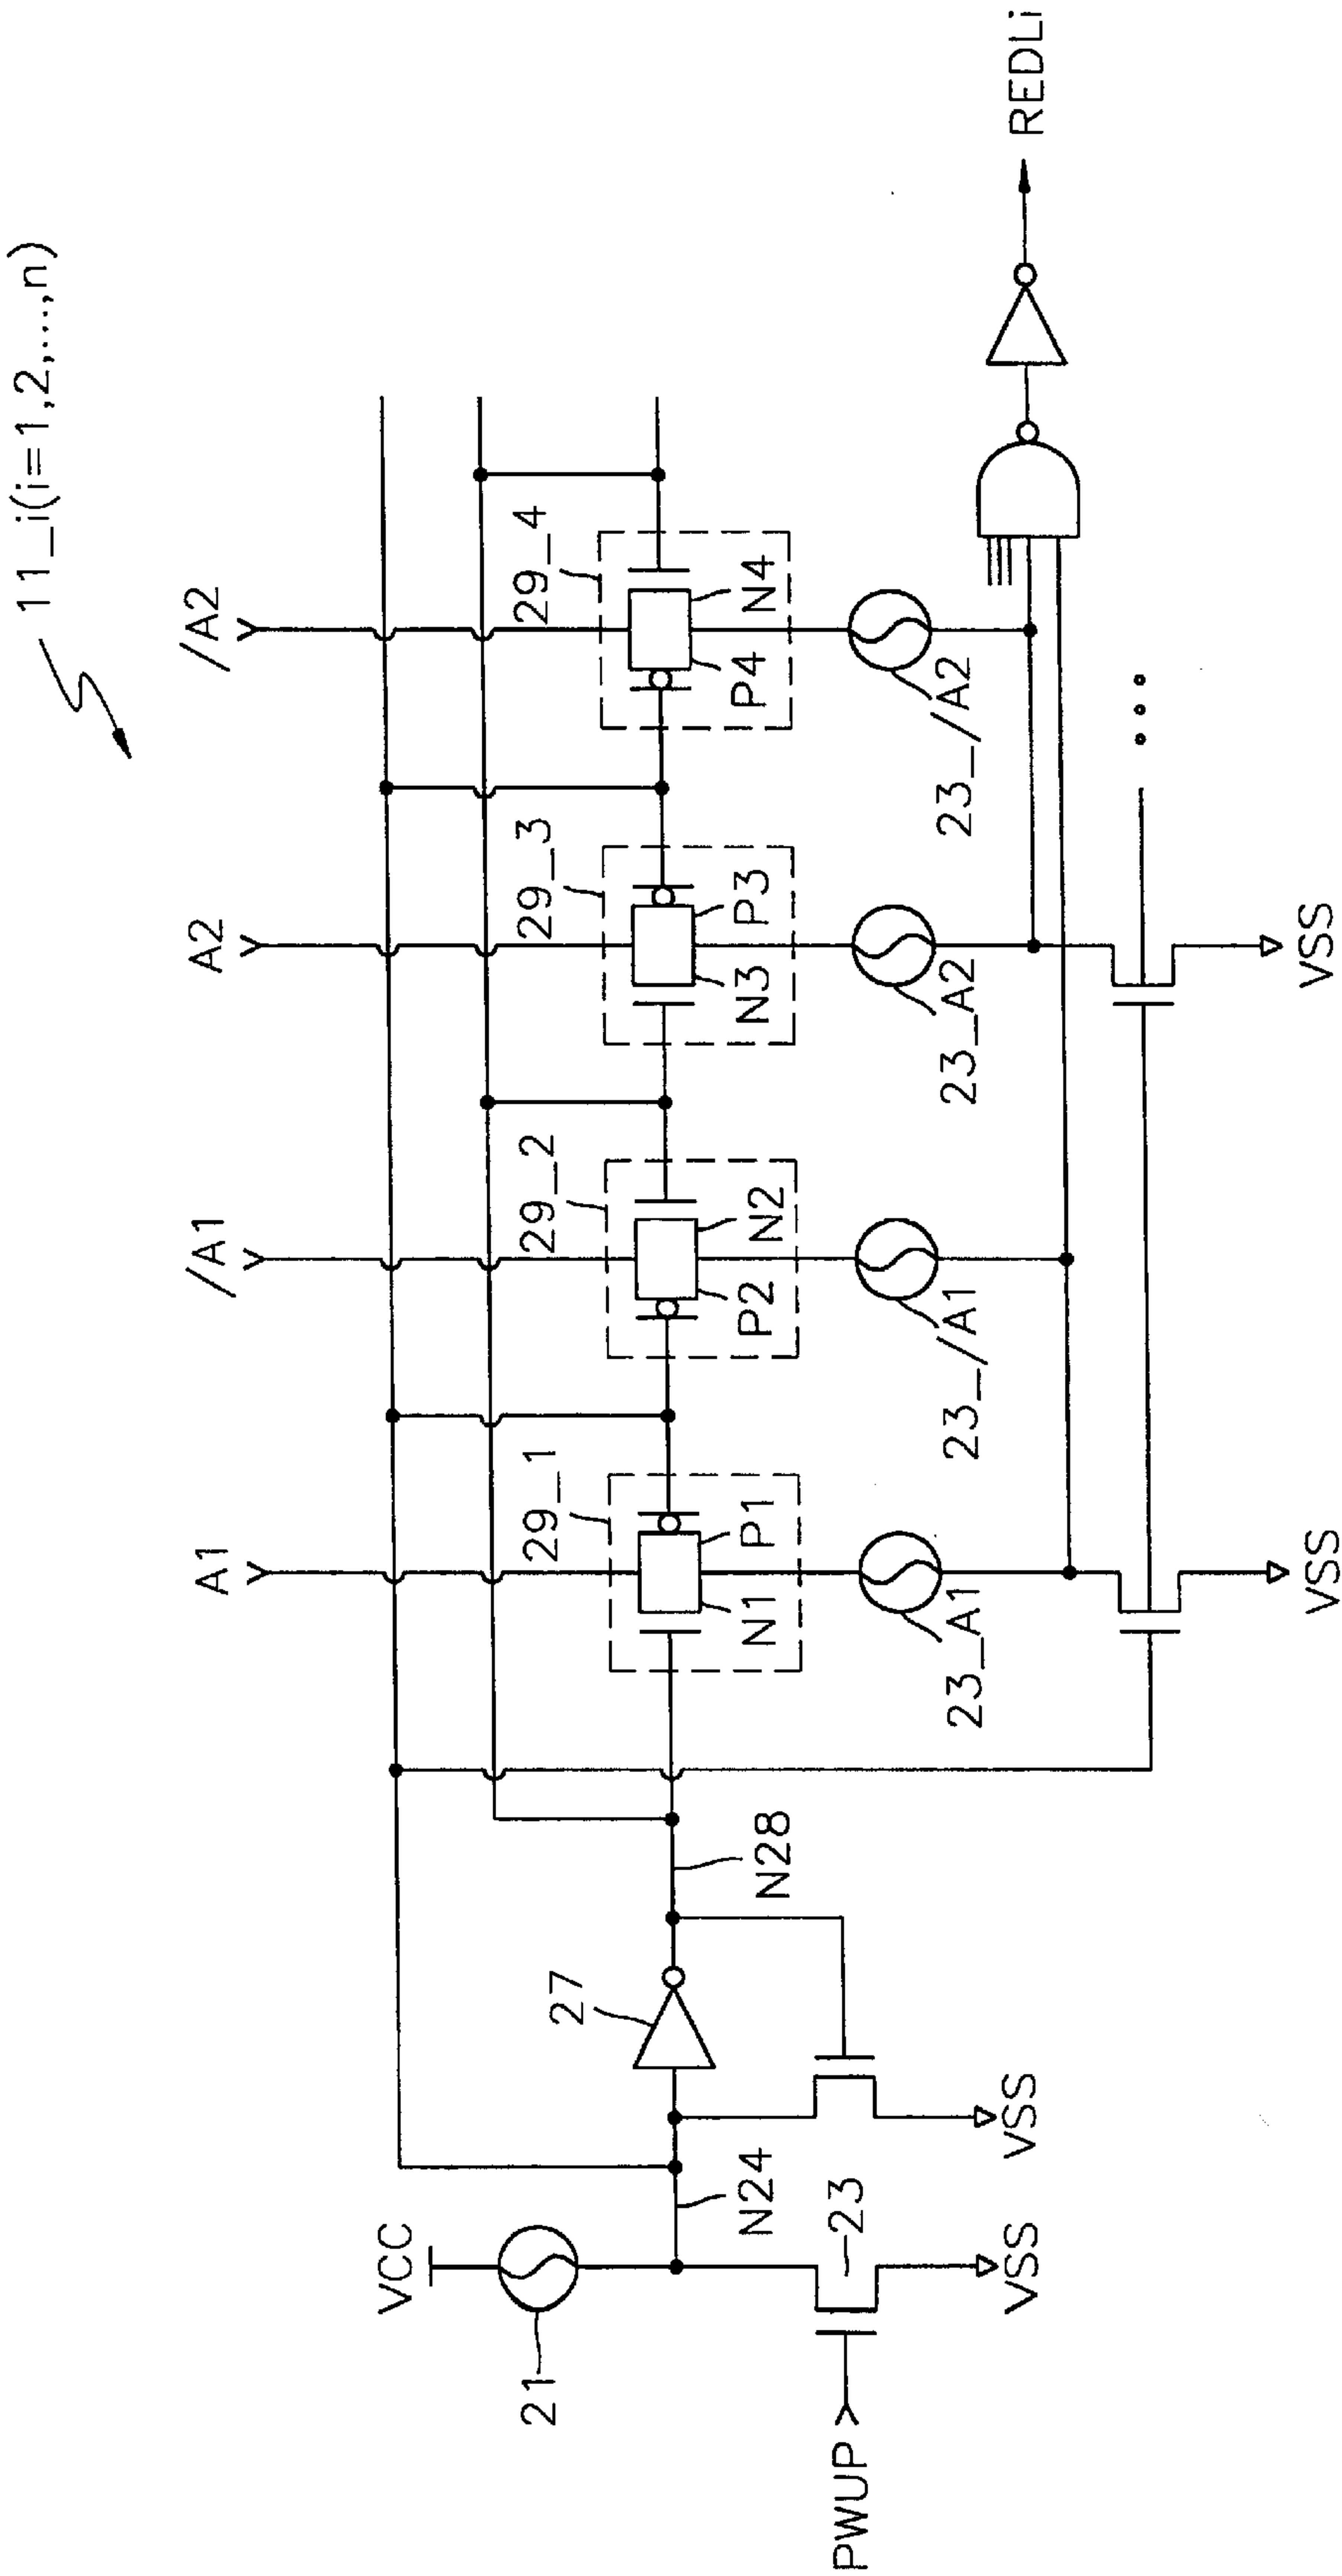 11_i(i=1,2,...,n)
A1
/A1
A2
/A2
29_1
29_2
29_3
29_4
N1
P1
P2
N2
N3
P3
P4
N4
23_A1
23_/A1
23_A2
23_/A2
VCC
21
N24
27
N28
PWUP
23
VSS
VSS
VSS
VSS
REDLi